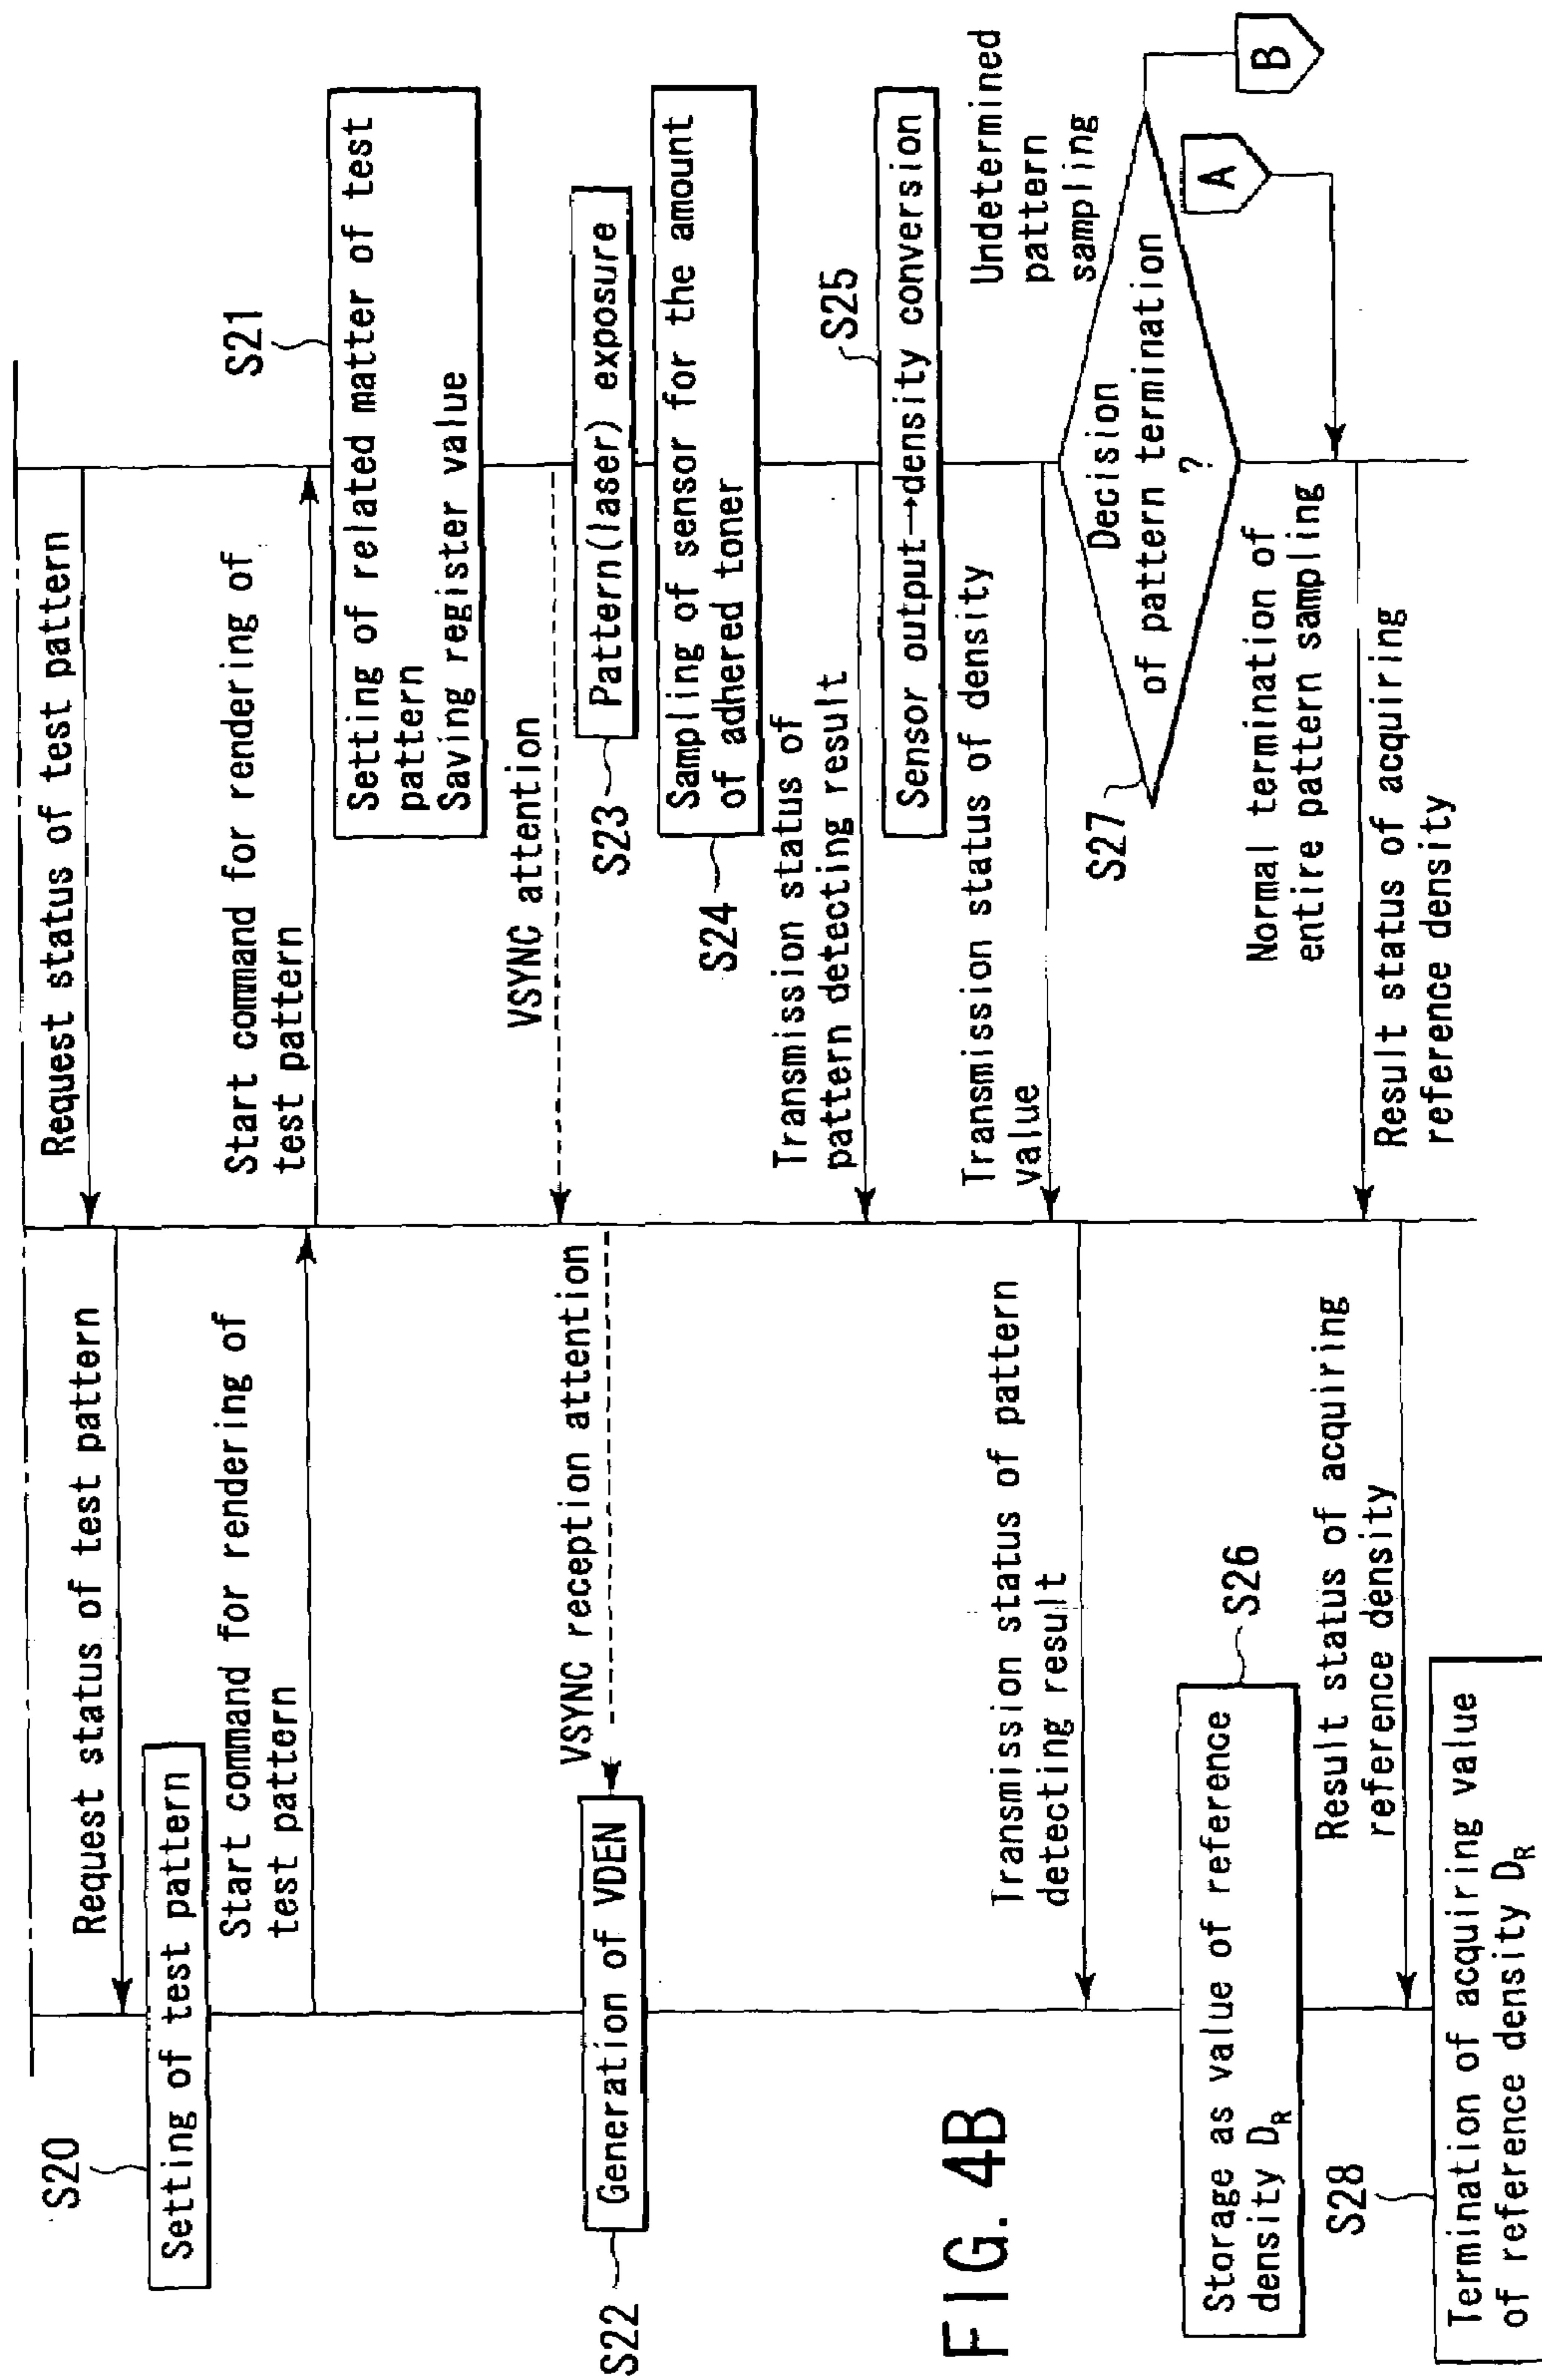 Request status of test pattern
Request status of test pattern
S20
Setting of test pattern
Start command for rendering of
test pattern
Start command for rendering of
test pattern
S21
Setting of related matter of test
pattern
Saving register value
VSYNC attention
VSYNC reception attention
S22
Generation of VDEN
S23
Pattern(laser) exposure
S24
Sampling of sensor for the amount
of adhered toner
Transmission status of
pattern detecting result
S25
Sensor output→density conversion
Transmission status of density
value
Transmission status of pattern
detecting result
Undetermined
pattern
sampling
S27
Decision
of pattern termination
?
B
A
S26
Storage as value of reference
density DR
Normal termination of
entire pattern sampling
Result status of acquiring
reference density
Result status of acquiring
reference density
S28
Termination of acquiring value
of reference density DR
FIG. 4B